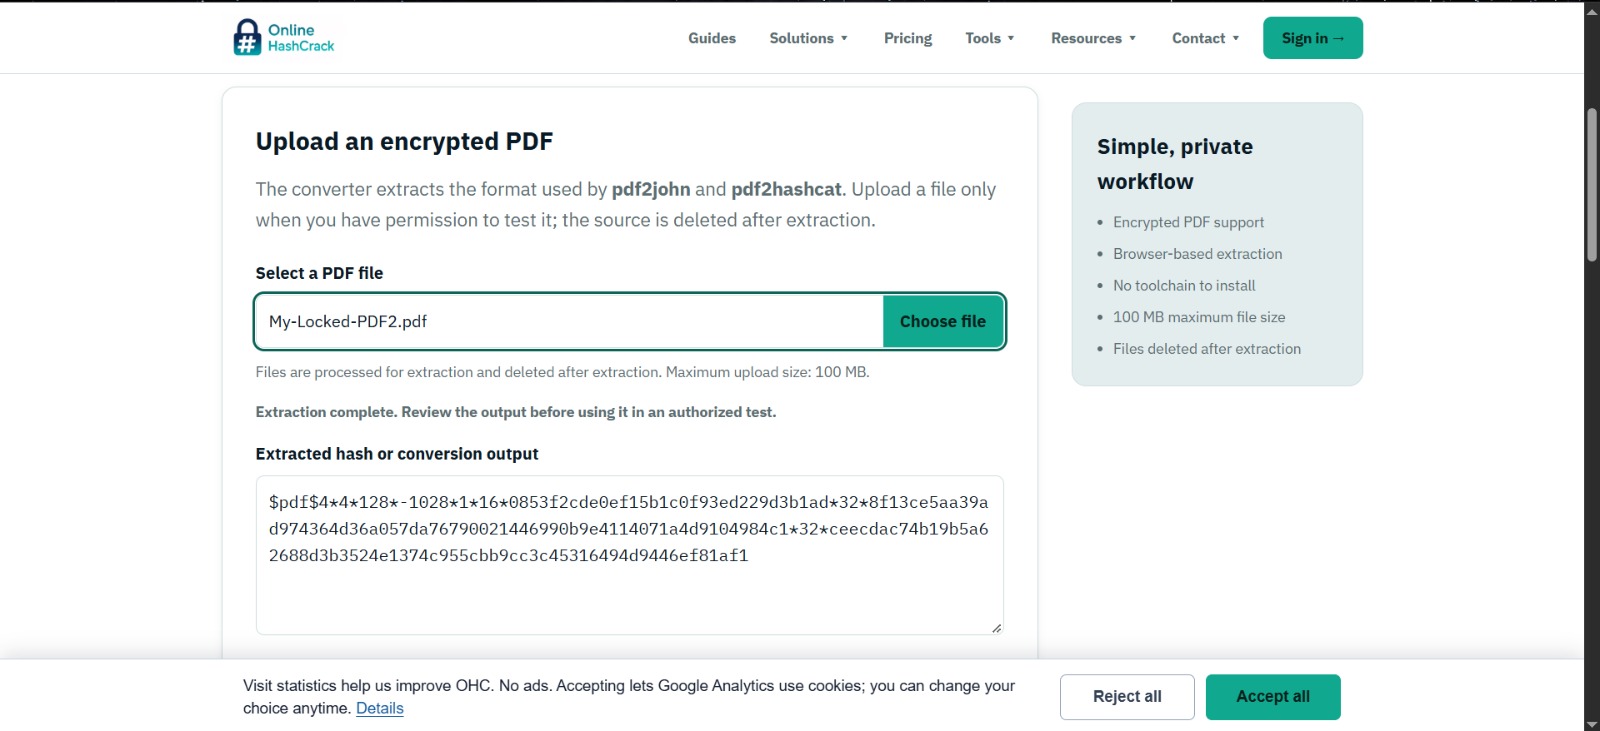 Online
HashCrack
Guides
Solutions ▾
Pricing
Tools ▾
Resources ▾
Contact ▾
Sign in →
Upload an encrypted PDF
The converter extracts the format used by pdf2john and pdf2hashcat. Upload a file only
when you have permission to test it; the source is deleted after extraction.
Select a PDF file
My-Locked-PDF2.pdf
Choose file
Files are processed for extraction and deleted after extraction. Maximum upload size: 100 MB.
Extraction complete. Review the output before using it in an authorized test.
Extracted hash or conversion output
$pdf$4*4*128*-1028*1*16*0853f2cde0ef15b1c0f93ed229d3b1ad*32*8f13ce5aa39a
d974364d36a057da76790021446990b9e4114071a4d9104984c1*32*ceecdac74b19b5a6
2688d3b3524e1374c955cbb9cc3c45316494d9446ef81af1
Simple, private
workflow
• Encrypted PDF support
• Browser-based extraction
• No toolchain to install
• 100 MB maximum file size
• Files deleted after extraction
Visit statistics help us improve OHC. No ads. Accepting lets Google Analytics use cookies; you can change your
choice anytime. Details
Reject all
Accept all